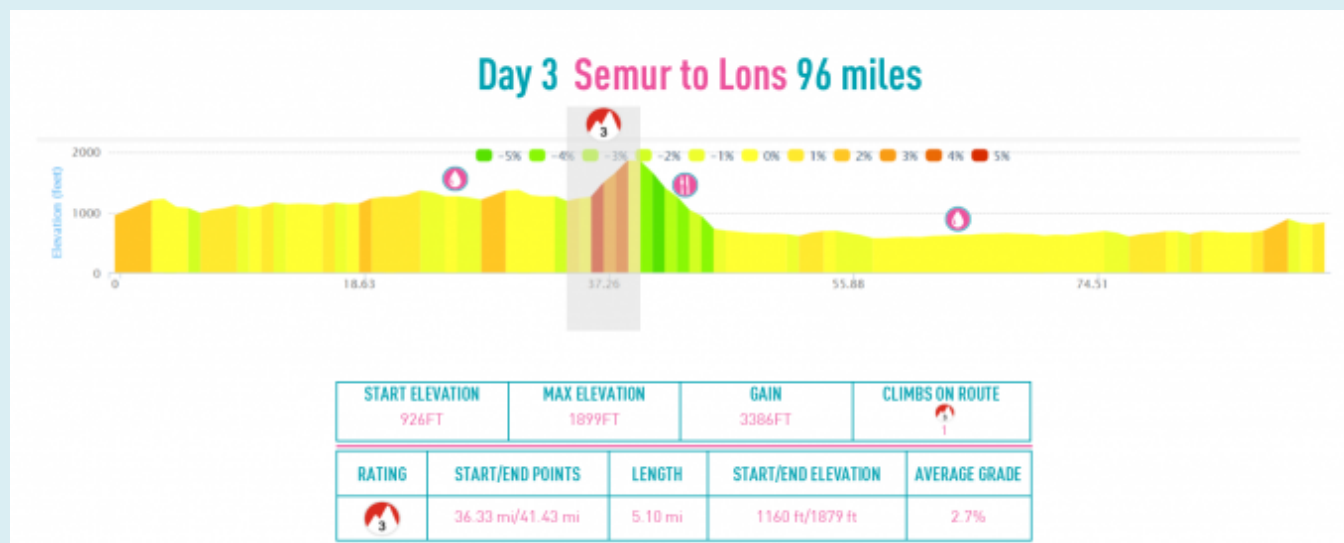 Day 3 Semur to Lons 96 miles
3
2000
-5% -4% -3% -2% -1% 0% 1% 2% 3% 4% 5%
Elevation (feet)
1000
0
0 18.63 37.26 55.88 74.51
START ELEVATION MAX ELEVATION GAIN CLIMBS ON ROUTE
926FT 1899FT 3386FT
1
RATING START/END POINTS LENGTH START/END ELEVATION AVERAGE GRADE
3 36.33 mi/41.43 mi 5.10 mi 1160 ft/1879 ft 2.7%